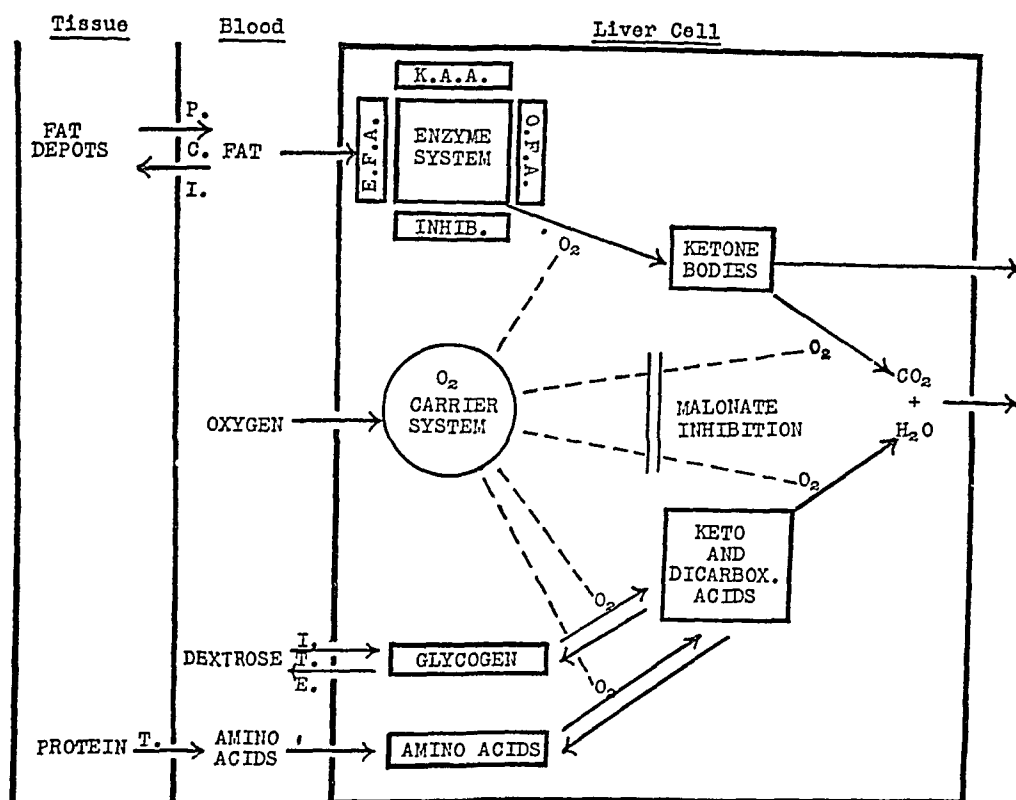 Tissue
Blood
Liver Cell
K.A.A.
E.F.A.
ENZYME
SYSTEM
O.F.A.
INHIB.
FAT
DEPOTS
P.
C.
I.
FAT
O₂
KETONE
BODIES
O₂
CARRIER
SYSTEM
O₂
CO₂
+
H₂O
MALONATE
INHIBITION
OXYGEN
O₂
KETO
AND
DICARBOX.
ACIDS
O₂
DEXTROSE
I.
T.
E.
GLYCOGEN
O₂
PROTEIN
T.
AMINO
ACIDS
AMINO ACIDS